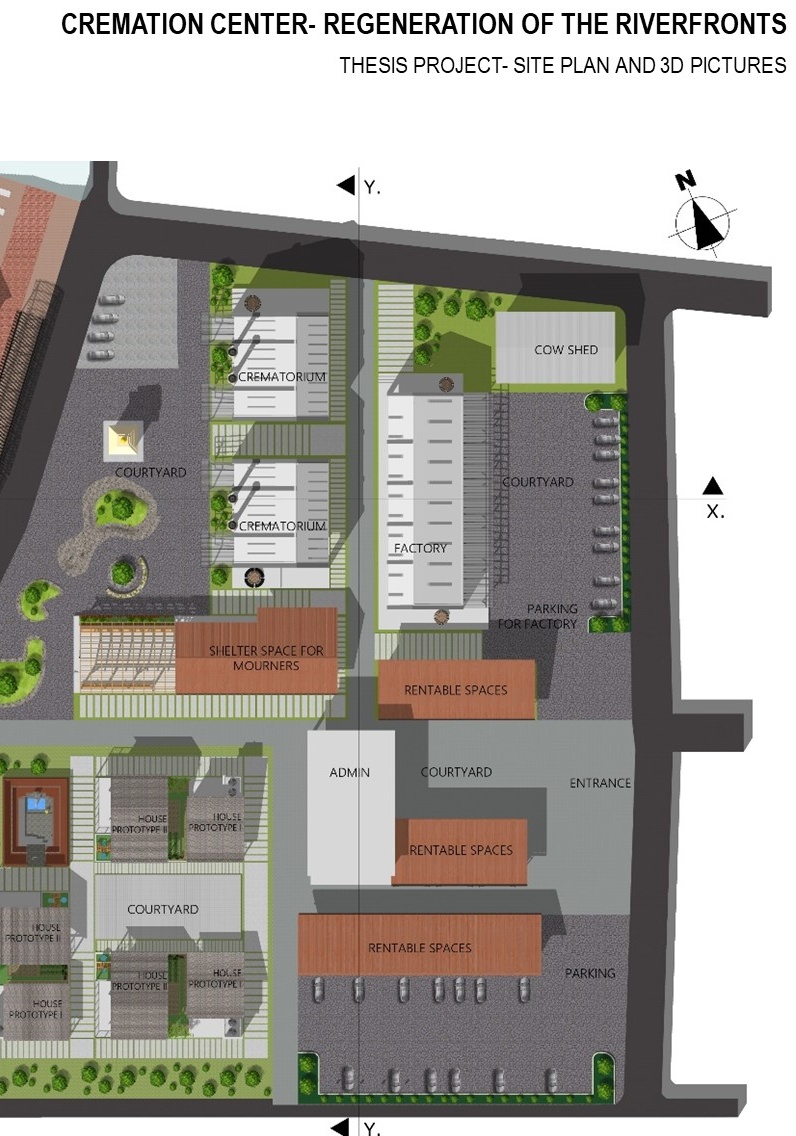 CREMATION CENTER- REGENERATION OF THE RIVERFRONTS
THESIS PROJECT- SITE PLAN AND 3D PICTURES
Y.
N
COW SHED
CREMATORIUM
COURTYARD
COURTYARD
X.
CREMATORIUM
FACTORY
PARKING
FOR FACTORY
SHELTER SPACE FOR
MOURNERS
RENTABLE SPACES
ADMIN
COURTYARD
ENTRANCE
HOUSE
PROTOTYPE II
HOUSE
PROTOTYPE I
RENTABLE SPACES
COURTYARD
HOUSE
PROTOTYPE II
RENTABLE SPACES
HOUSE
PROTOTYPE II
HOUSE
PROTOTYPE I
PARKING
HOUSE
PROTOTYPE I
Y.